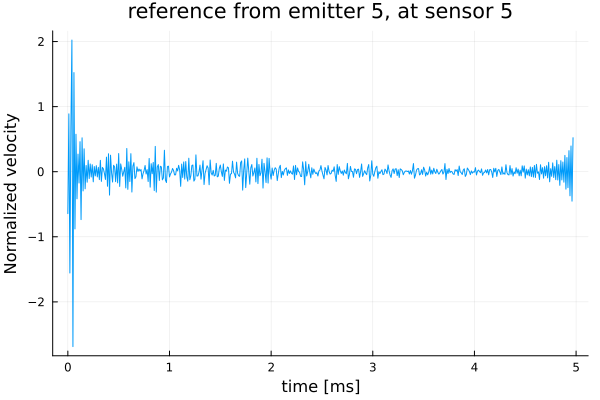 reference from emitter 5, at sensor 5
Normalized velocity
2
1
0
−1
−2
0 1 2 3 4 5
time [ms]